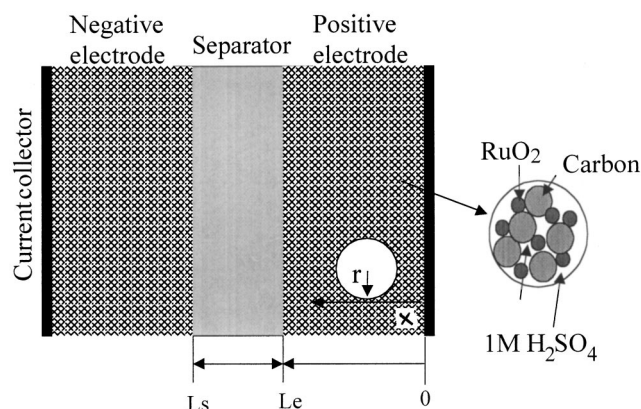 Negative
electrode
Separator
Positive
electrode
Current collector
RuO2
Carbon
r
x
1M H2SO4
Ls
Le
0